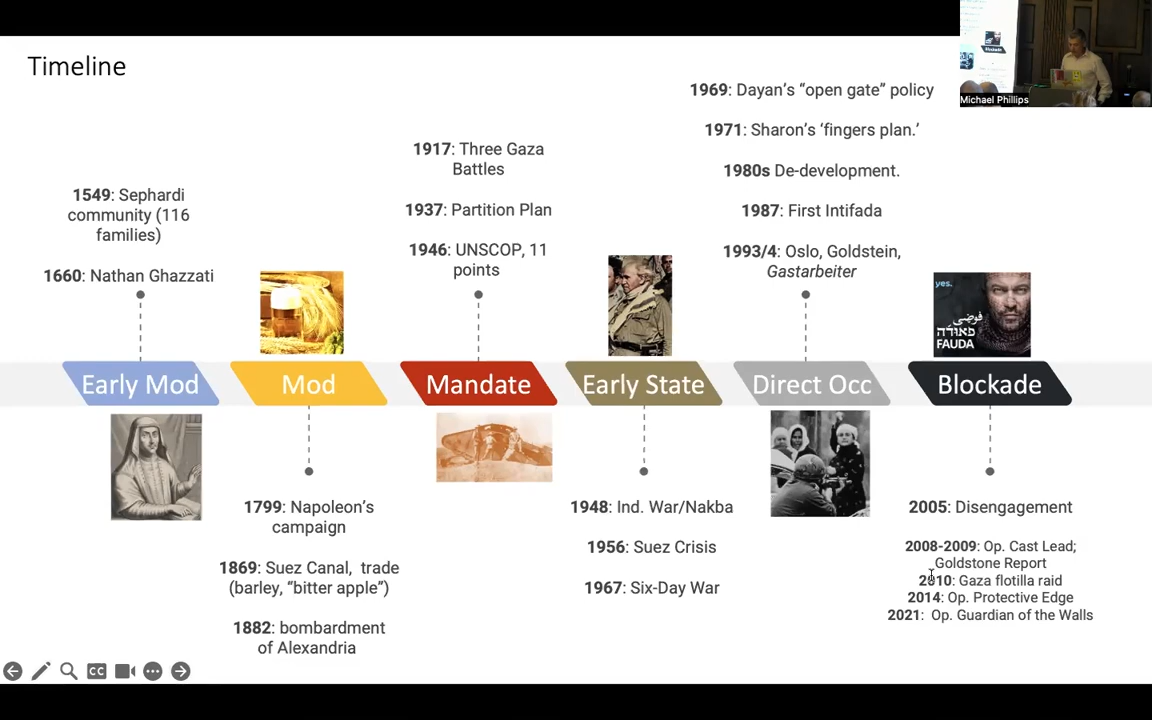 Timeline
Michael Phillips
1549: Sephardi
community (116
families)
1660: Nathan Ghazzati
1917: Three Gaza
Battles
1937: Partition Plan
1946: UNSCOP, 11
points
1969: Dayan’s “open gate” policy
1971: Sharon’s ‘fingers plan.’
1980s De-development.
1987: First Intifada
1993/4: Oslo, Goldstein,
Gastarbeiter
yes.
فوضى
פאודה
FAUDA
Early Mod
Mod
Mandate
Early State
Direct Occ
Blockade
1799: Napoleon’s
campaign
1869: Suez Canal, trade
(barley, “bitter apple”)
1882: bombardment
of Alexandria
1948: Ind. War/Nakba
1956: Suez Crisis
1967: Six-Day War
2005: Disengagement
2008-2009: Op. Cast Lead;
Goldstone Report
2010: Gaza flotilla raid
2014: Op. Protective Edge
2021: Op. Guardian of the Walls
CC
Blockade